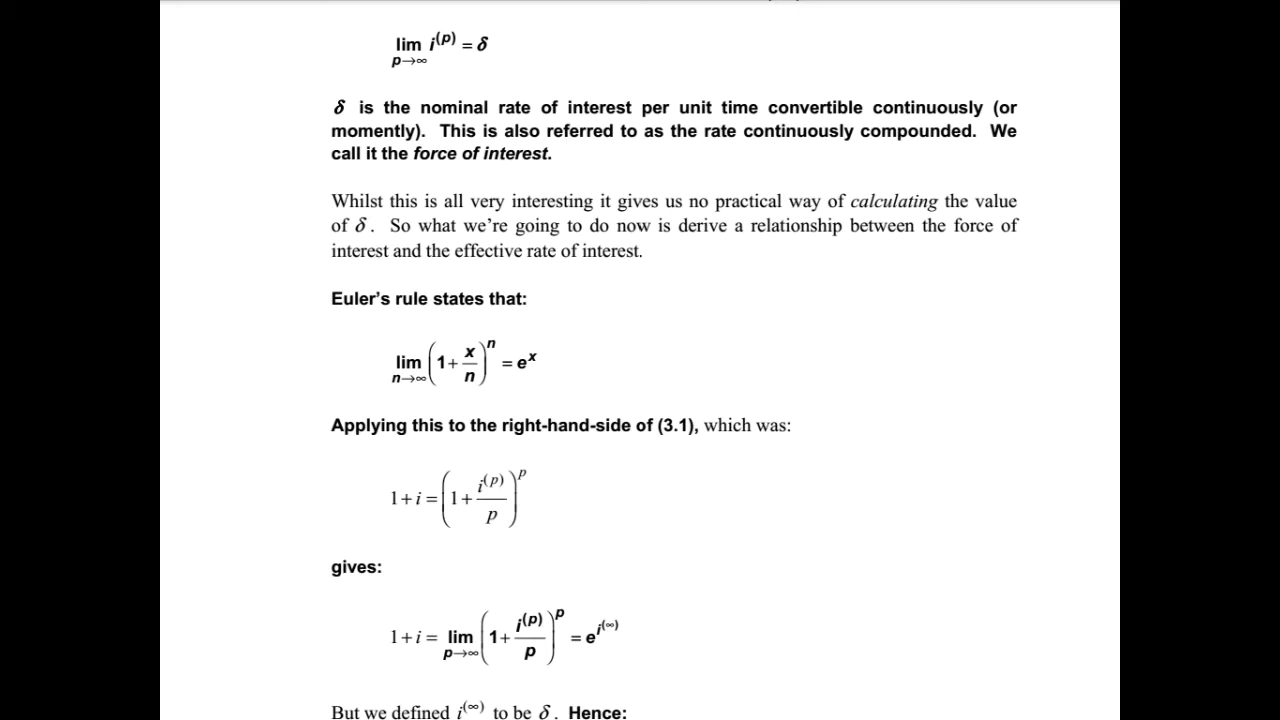 lim i^(p) = δ
p→∞
δ is the nominal rate of interest per unit time convertible continuously (or
momently). This is also referred to as the rate continuously compounded. We
call it the force of interest.
Whilst this is all very interesting it gives us no practical way of calculating the value
of δ. So what we’re going to do now is derive a relationship between the force of
interest and the effective rate of interest.
Euler’s rule states that:
lim (1 + x/n)^n = e^x
n→∞
Applying this to the right-hand-side of (3.1), which was:
1 + i = (1 + i^(p)/p)^p
gives:
1 + i = lim (1 + i^(p)/p)^p = e^i^(∞)
p→∞
But we defined i^(∞) to be δ. Hence: